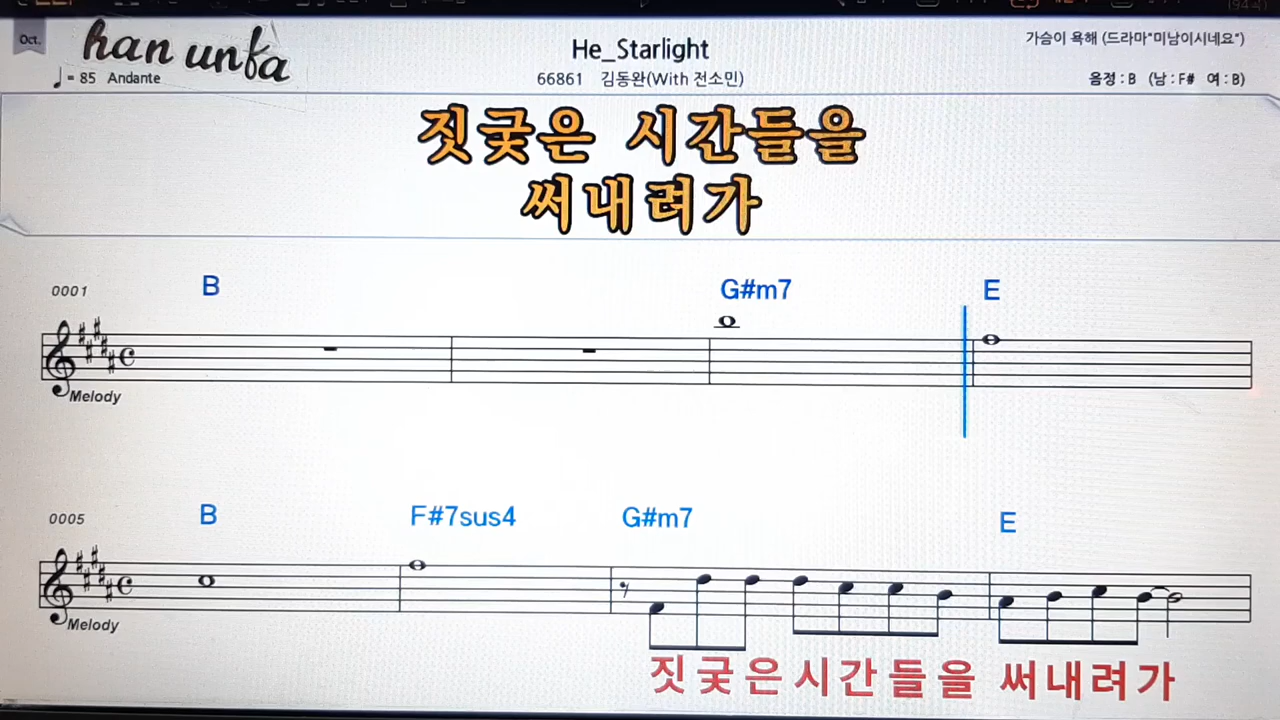 Oct.
han unfa
He_Starlight
가슴이 욕해 (드라마"미남이시네요")
♩= 85 Andante
66861 김동완(With 전소민)
음정 : B (남 : F# 여 : B)
짓궂은 시간들을
써내려가
0001
B
G#m7
E
Melody
0005
B
F#7sus4
G#m7
E
Melody
짓궂은시간들을 써내려가